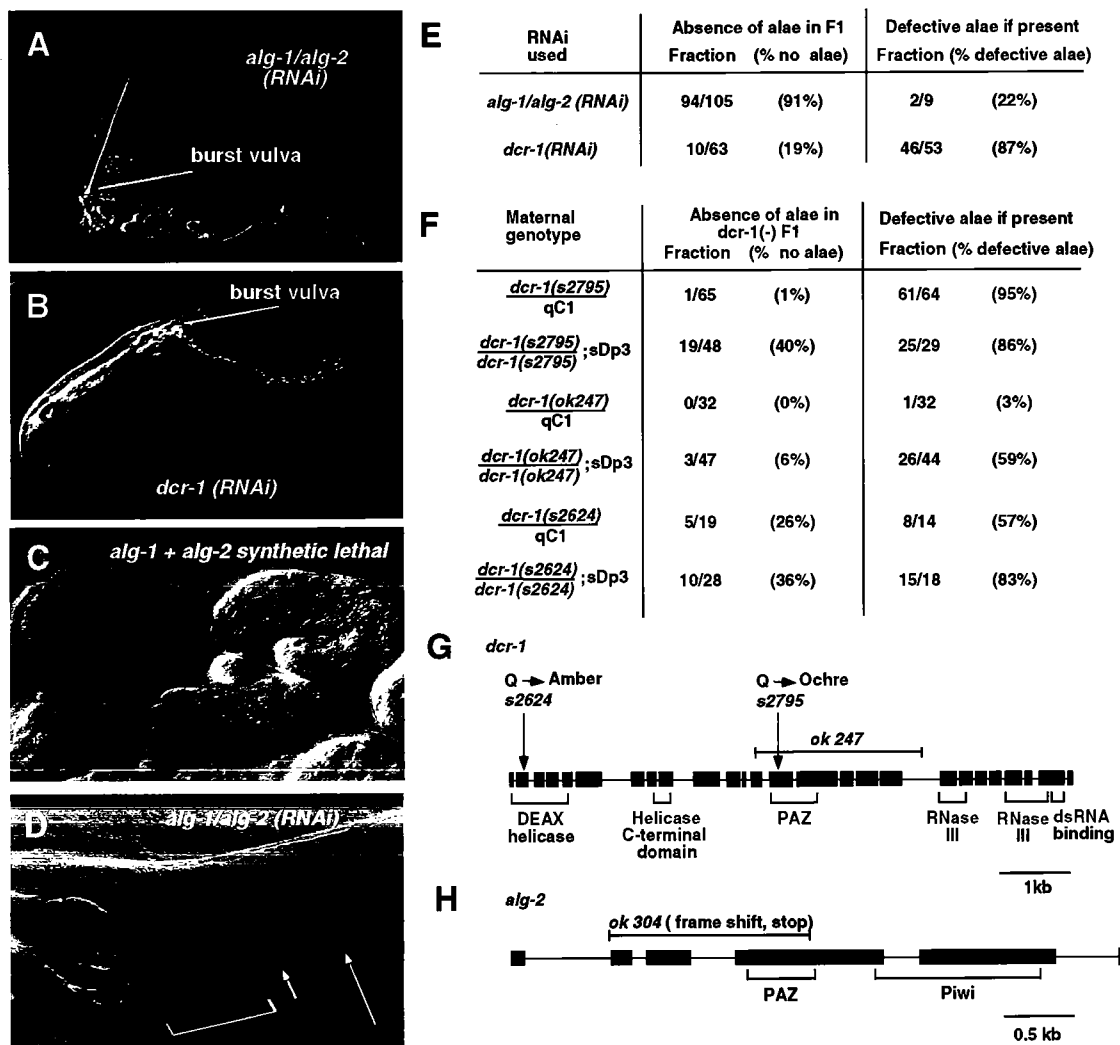 A
alg-1/alg-2
(RNAi)
burst vulva
B
burst vulva
dcr-1 (RNAi)
C
alg-1 + alg-2 synthetic lethal
D
alg-1/alg-2 (RNAi)
E
RNAi
used
Absence of alae in F1
Fraction (% no alae)
Defective alae if present
Fraction (% defective alae)
alg-1/alg-2 (RNAi) 94/105 (91%) 2/9 (22%)
dcr-1(RNAi) 10/63 (19%) 46/53 (87%)
F
Maternal
genotype
Absence of alae in
dcr-1(-) F1
Fraction (% no alae)
Defective alae if present
Fraction (% defective alae)
dcr-1(s2795)
qC1
1/65 (1%) 61/64 (95%)
dcr-1(s2795)
dcr-1(s2795) ;sDp3
19/48 (40%) 25/29 (86%)
dcr-1(ok247)
qC1
0/32 (0%) 1/32 (3%)
dcr-1(ok247)
dcr-1(ok247) ;sDp3
3/47 (6%) 26/44 (59%)
dcr-1(s2624)
qC1
5/19 (26%) 8/14 (57%)
dcr-1(s2624)
dcr-1(s2624) ;sDp3
10/28 (36%) 15/18 (83%)
G
dcr-1
Q → Amber
s2624
Q → Ochre
s2795
ok 247
DEAX
helicase
Helicase
C-terminal
domain
PAZ
RNase
III
RNase
III
dsRNA
binding
1kb
H
alg-2
ok 304 ( frame shift, stop)
PAZ
Piwi
0.5 kb